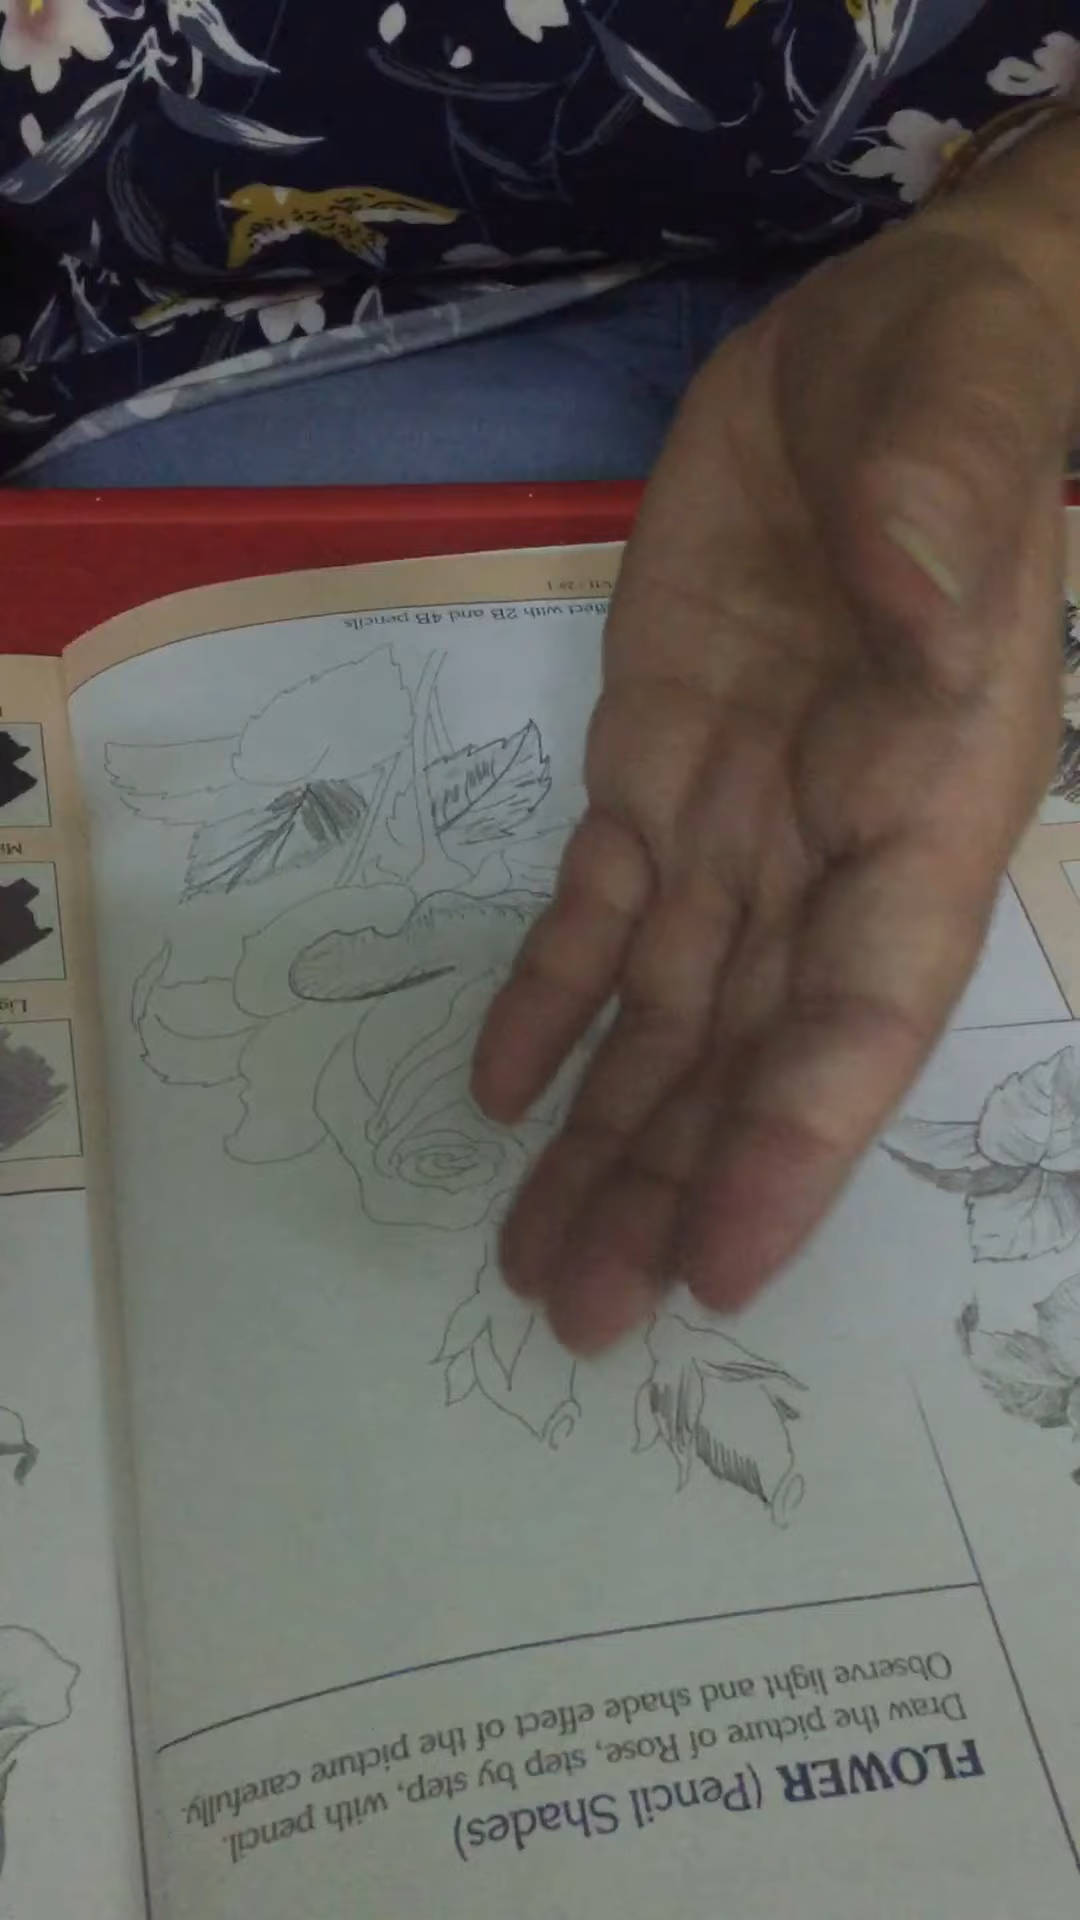 FLOWER (Pencil Shades)
Draw the picture of Rose, step by step, with pencil.
Observe light and shade effect of the picture carefully.
with 2B and 4B pencils